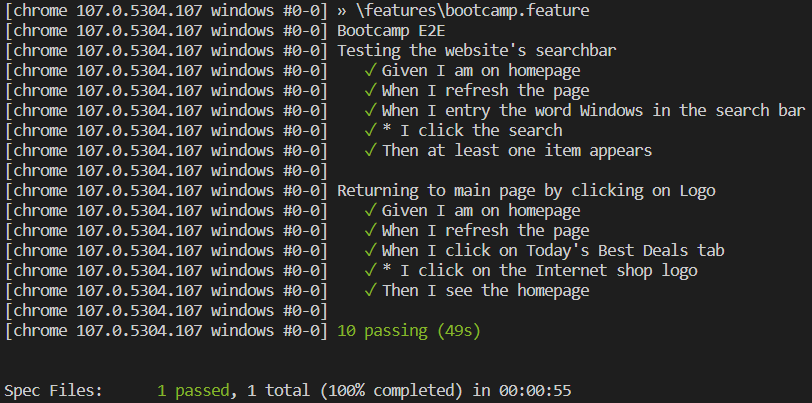 [chrome 107.0.5304.107 windows #0-0] » \features\bootcamp.feature
[chrome 107.0.5304.107 windows #0-0] Bootcamp E2E
[chrome 107.0.5304.107 windows #0-0] Testing the website's searchbar
[chrome 107.0.5304.107 windows #0-0]    ✓ Given I am on homepage
[chrome 107.0.5304.107 windows #0-0]    ✓ When I refresh the page
[chrome 107.0.5304.107 windows #0-0]    ✓ When I entry the word Windows in the search bar
[chrome 107.0.5304.107 windows #0-0]    ✓ * I click the search
[chrome 107.0.5304.107 windows #0-0]    ✓ Then at least one item appears
[chrome 107.0.5304.107 windows #0-0]
[chrome 107.0.5304.107 windows #0-0] Returning to main page by clicking on Logo
[chrome 107.0.5304.107 windows #0-0]    ✓ Given I am on homepage
[chrome 107.0.5304.107 windows #0-0]    ✓ When I refresh the page
[chrome 107.0.5304.107 windows #0-0]    ✓ When I click on Today's Best Deals tab
[chrome 107.0.5304.107 windows #0-0]    ✓ * I click on the Internet shop logo
[chrome 107.0.5304.107 windows #0-0]    ✓ Then I see the homepage
[chrome 107.0.5304.107 windows #0-0]
[chrome 107.0.5304.107 windows #0-0] 10 passing (49s)
Spec Files:      1 passed, 1 total (100% completed) in 00:00:55